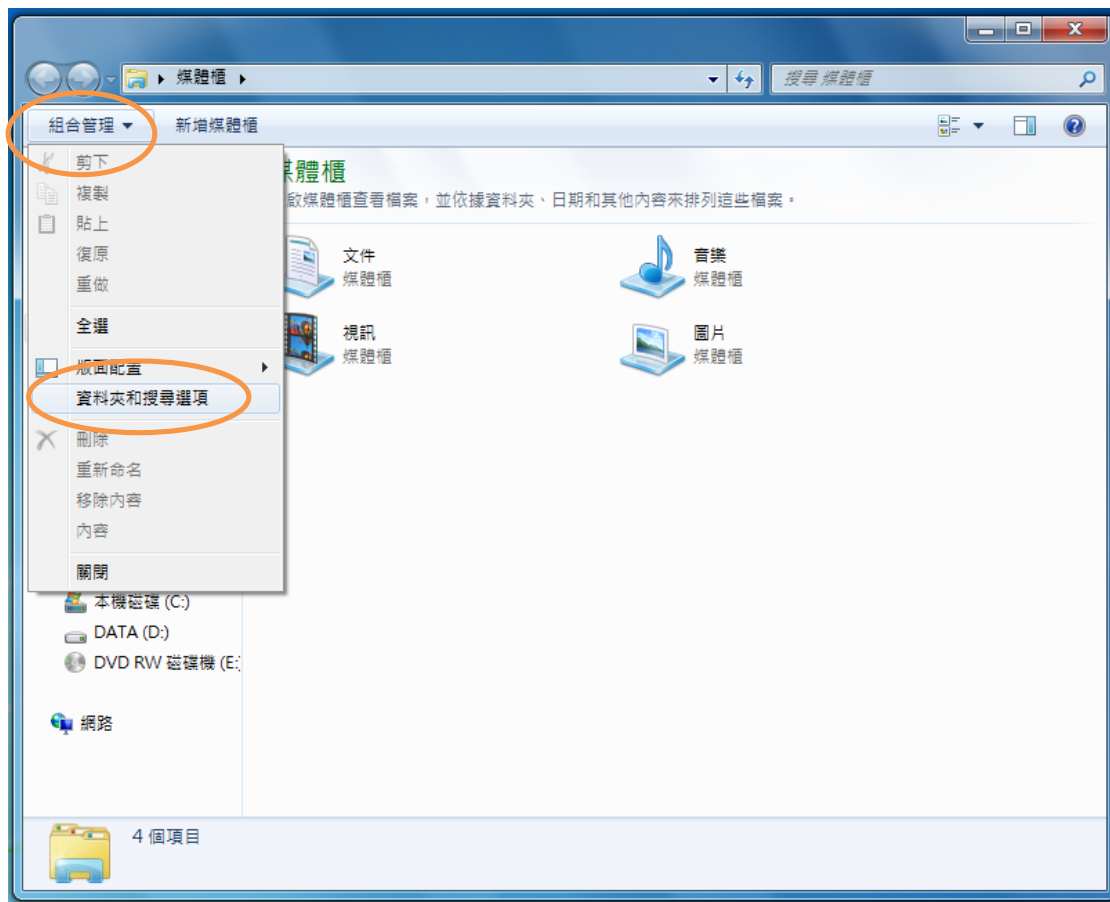 媒體櫃
搜尋 媒體櫃
組合管理
新增媒體櫃
剪下
複製
貼上
復原
重做
全選
版面配置
資料夾和搜尋選項
刪除
重新命名
移除內容
內容
關閉
媒體櫃
啟媒體櫃查看檔案,並依據資料夾、日期和其他內容來排列這些檔案。
文件
媒體櫃
音樂
媒體櫃
視訊
媒體櫃
圖片
媒體櫃
本機磁碟 (C:)
DATA (D:)
DVD RW 磁碟機 (E:
網路
4 個項目